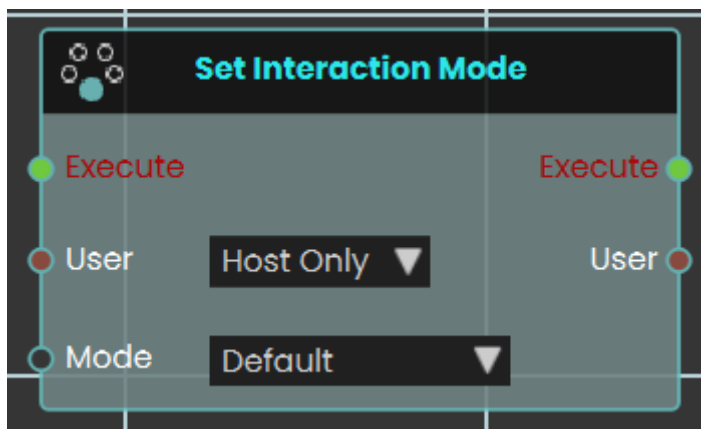 Set Interaction Mode
Execute Execute
User Host Only User
Mode Default